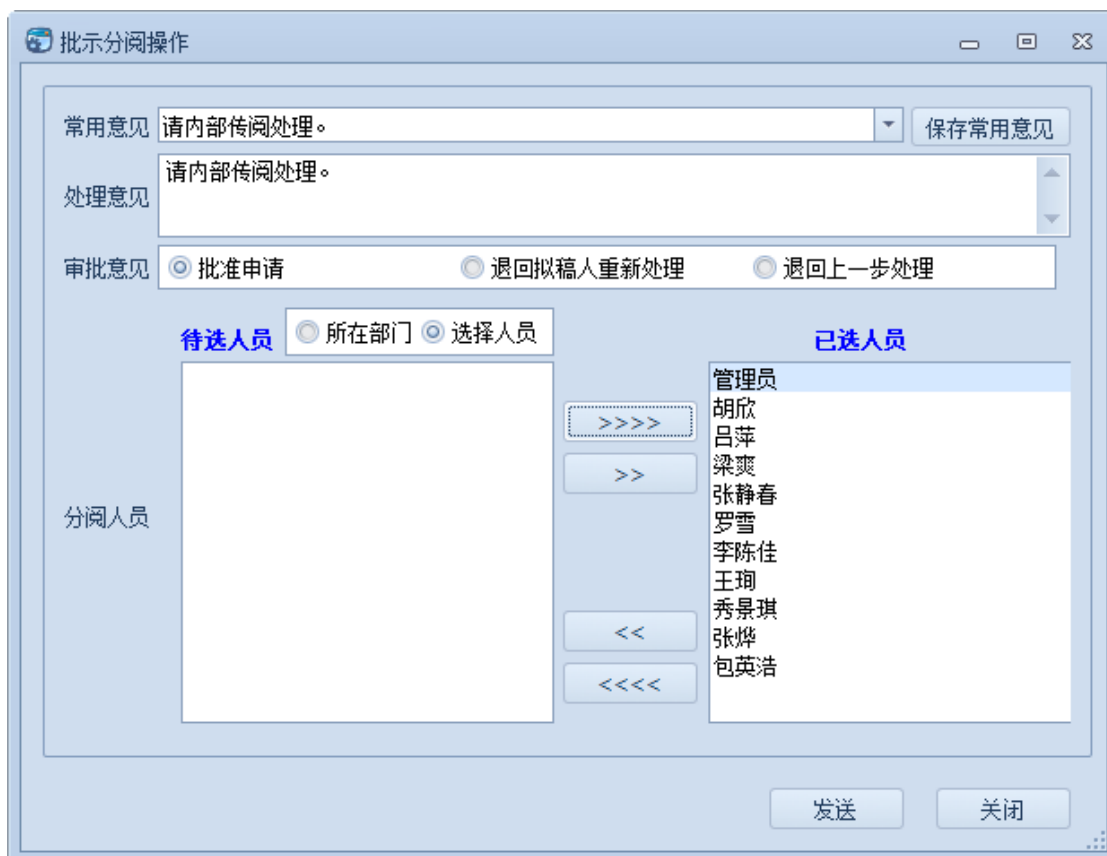 批示分阅操作
常用意见 请内部传阅处理。 保存常用意见
处理意见 请内部传阅处理。
审批意见 批准申请 退回拟稿人重新处理 退回上一步处理
待选人员 所在部门 选择人员 已选人员
管理员
胡欣
>>>>
吕萍
梁爽
>>
张静春
分阅人员
罗雪
李陈佳
王珣
秀景琪
<<
张烨
包英浩
<<<<
发送 关闭